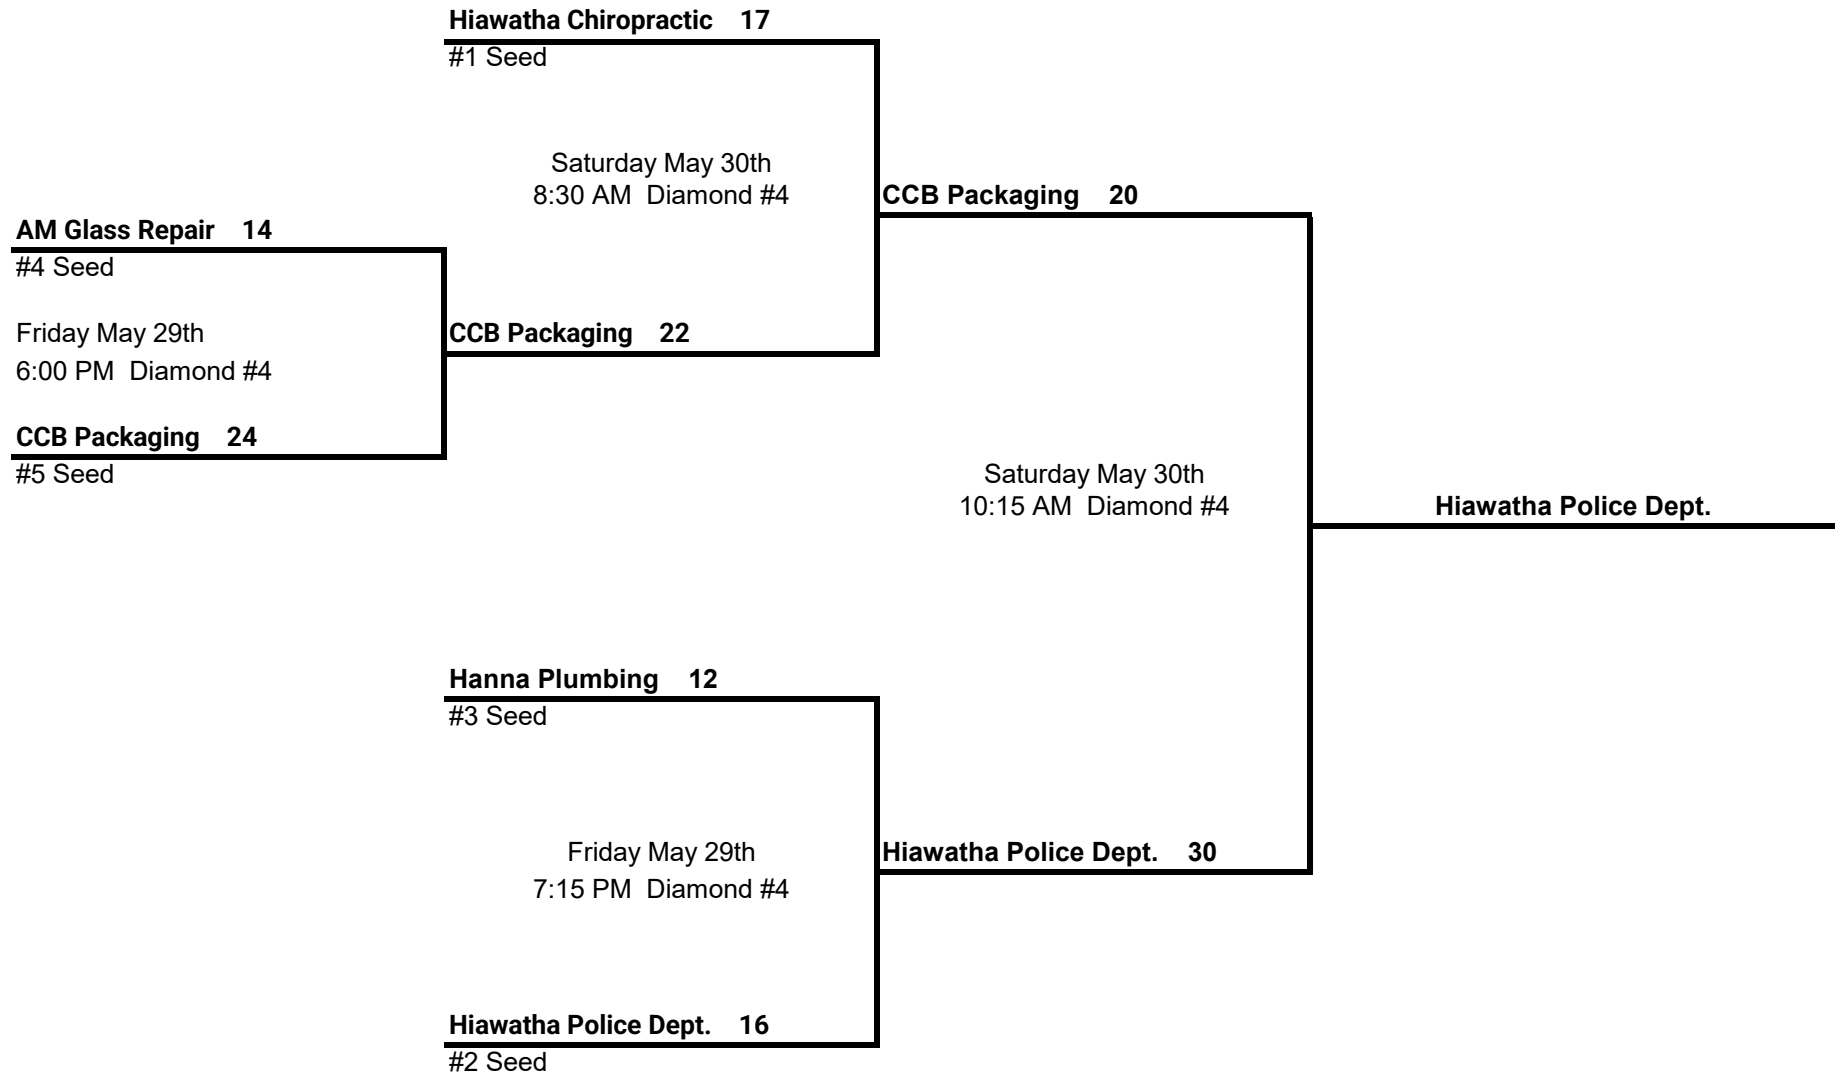 Hiawatha Chiropractic 17
#1 Seed
Saturday May 30th
8:30 AM Diamond #4
CCB Packaging 20
AM Glass Repair 14
#4 Seed
Friday May 29th
6:00 PM Diamond #4
CCB Packaging 22
CCB Packaging 24
#5 Seed
Saturday May 30th
10:15 AM Diamond #4
Hiawatha Police Dept.
Hanna Plumbing 12
#3 Seed
Friday May 29th
7:15 PM Diamond #4
Hiawatha Police Dept. 30
Hiawatha Police Dept. 16
#2 Seed